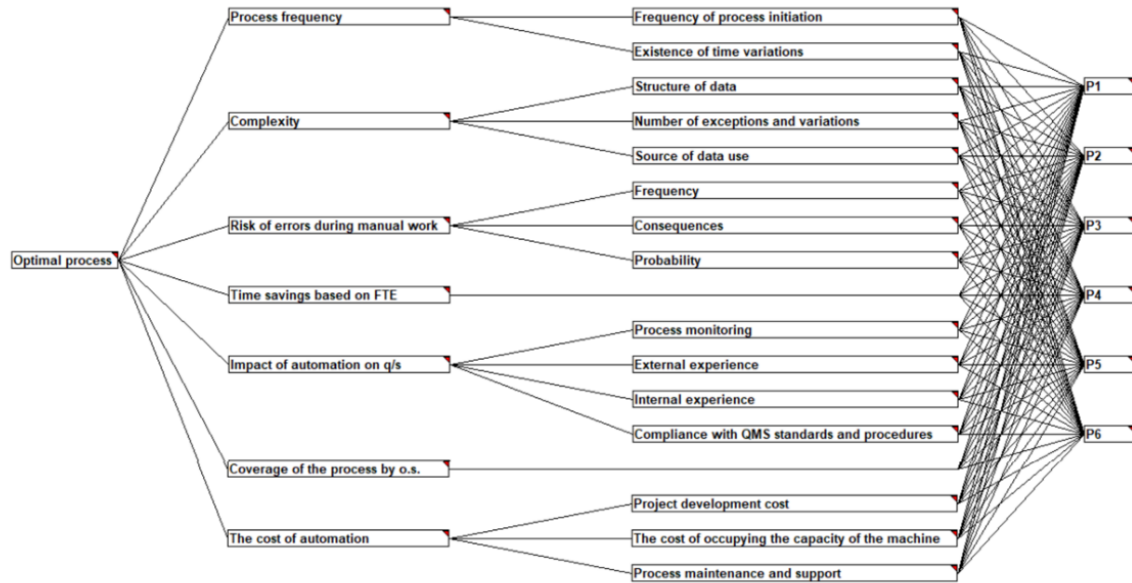 Optimal process
Process frequency
Complexity
Risk of errors during manual work
Time savings based on FTE
Impact of automation on q/s
Coverage of the process by o.s.
The cost of automation
Frequency of process initiation
Existence of time variations
Structure of data
Number of exceptions and variations
Source of data use
Frequency
Consequences
Probability
Process monitoring
External experience
Internal experience
Compliance with QMS standards and procedures
Project development cost
The cost of occupying the capacity of the machine
Process maintenance and support
P1
P2
P3
P4
P5
P6